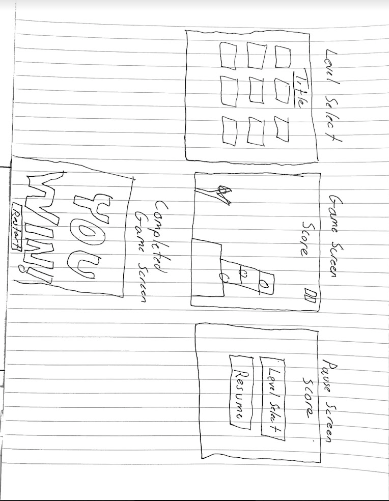 Level Select
Title
Game Screen
Score
Pause Screen
Score
Level Select
Resume
Completed
Game Screen
YOU
WIN!
Restart